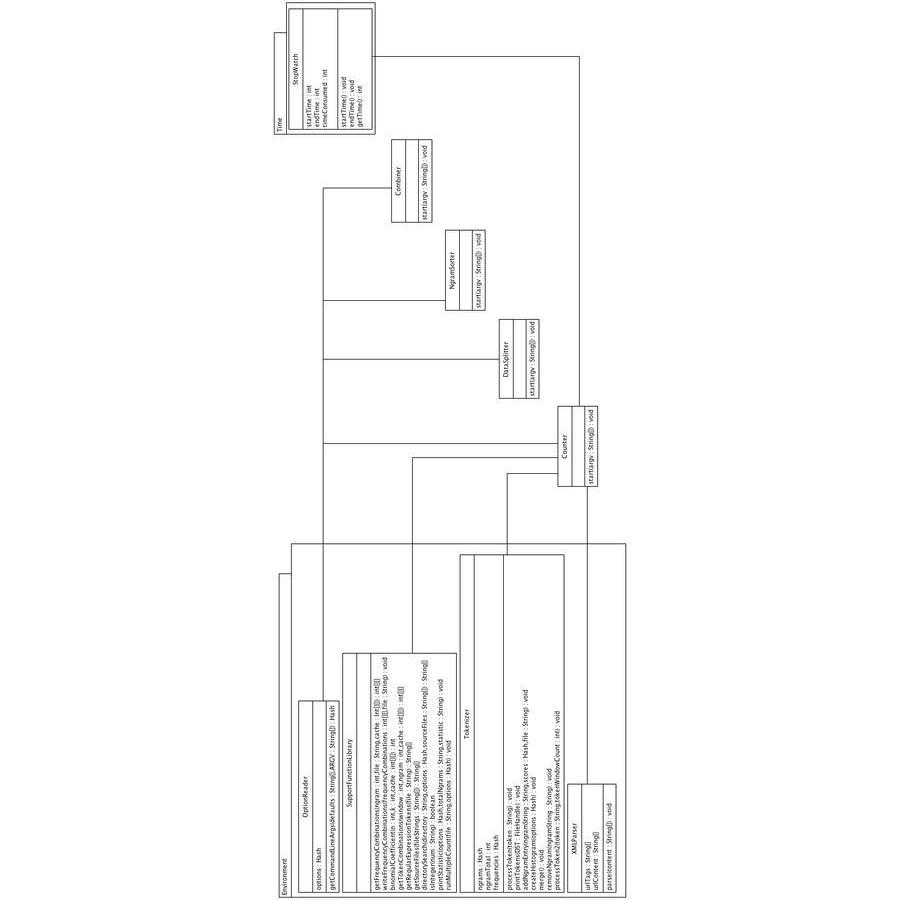 Time
StopWatch
startTime : int
endTime : int
timeConsumed : int
startTime() : void
endTime() : void
getTime() : int
Combiner
start(argv : String[]) : void
NgramSorter
start(argv : String[]) : void
DataSplitter
start(argv : String[]) : void
Counter
start(argv : String[]) : void
Environment
OptionReader
options : Hash
getCommandLineArgs(defaults : String[],ARGV : String[]) : Hash
SupportFunctionLibrary
getFrequencyCombinations(ngram : int,file : String,cache : int[][]) : int[][]
writeFrequencyCombinations(frequencyCombinations : int[][],file : String) : void
binomialCoefficient(n : int,k : int,cache : int[][]) : int
getTokenCombinations(window : int,ngram : int,cache : int[][]) : int[][]
getRegularExpressionTokens(file : String) : String[]
getSourceFiles(fileStrings : String[]) : String[]
directorySearch(directory : String,options : Hash,sourceFiles : String[]) : String[]
isInteger(num : String) : boolean
printStatistic(options : Hash,totalNgrams : String,statistic : String) : void
runMultipleCount(file : String,options : Hash) : void
Tokenizer
ngrams : Hash
ngramTotal : int
frequencies : Hash
processToken(token : String) : void
printTokens(DST : FileHandle) : void
addNgramEntry(ngramString : String,scores : Hash,file : String) : void
createHistogram(options : Hash) : void
merge() : void
removeNgram(ngramString : String) : void
processToken2(token : String,tokenWindowCount : int) : void
XMLParser
urlTags : String[]
urlContent : String[]
parse(content : String[]) : void